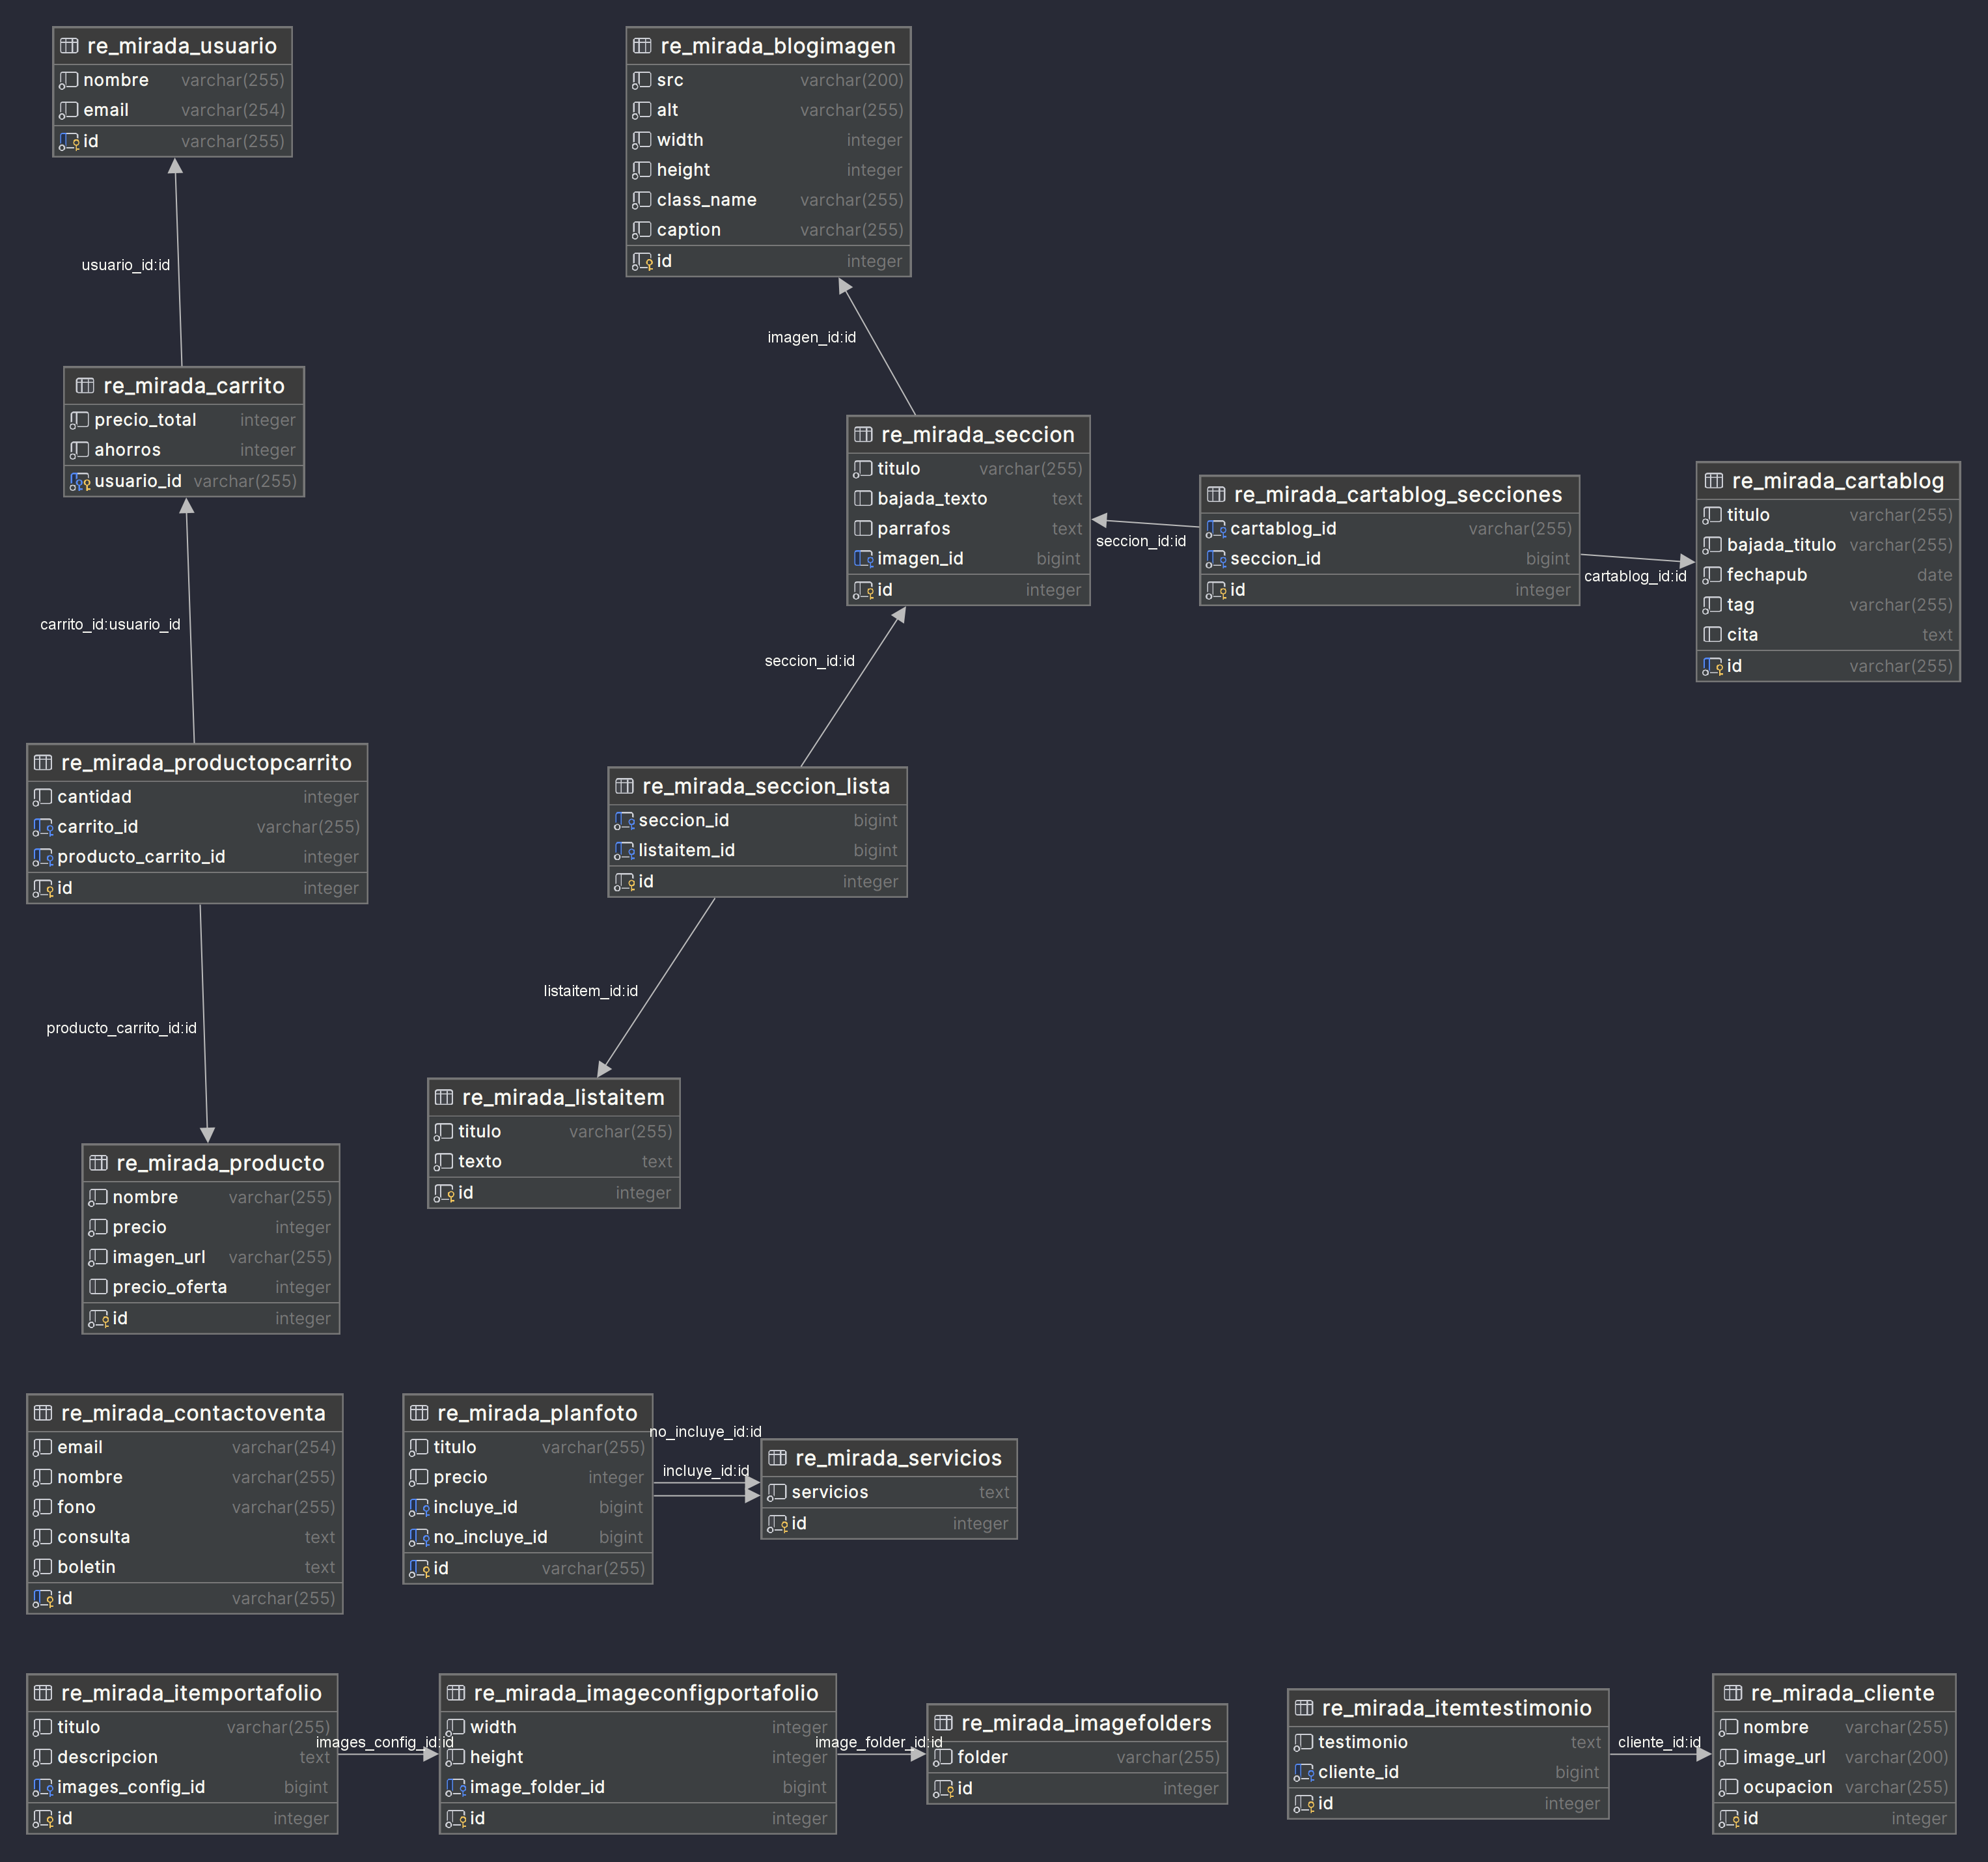 re_mirada_usuario
nombre varchar(255)
email varchar(254)
id varchar(255)
usuario_id:id
re_mirada_carrito
precio_total integer
ahorros integer
usuario_id varchar(255)
carrito_id:usuario_id
re_mirada_productopcarrito
cantidad integer
carrito_id varchar(255)
producto_carrito_id integer
id integer
producto_carrito_id:id
re_mirada_producto
nombre varchar(255)
precio integer
imagen_url varchar(255)
precio_oferta integer
id integer
re_mirada_blogimagen
src varchar(200)
alt varchar(255)
width integer
height integer
class_name varchar(255)
caption varchar(255)
id integer
imagen_id:id
re_mirada_seccion
titulo varchar(255)
bajada_texto text
parrafos text
imagen_id bigint
id integer
seccion_id:id
re_mirada_cartablog_secciones
cartablog_id varchar(255)
seccion_id bigint
id integer
cartablog_id:id
re_mirada_cartablog
titulo varchar(255)
bajada_titulo varchar(255)
fechapub date
tag varchar(255)
cita text
id varchar(255)
seccion_id:id
re_mirada_seccion_lista
seccion_id bigint
listaitem_id bigint
id integer
listaitem_id:id
re_mirada_listaitem
titulo varchar(255)
texto text
id integer
re_mirada_contactoventa
email varchar(254)
nombre varchar(255)
fono varchar(255)
consulta text
boletin text
id varchar(255)
re_mirada_planfoto
titulo varchar(255)
precio integer
incluye_id bigint
no_incluye_id bigint
id varchar(255)
no_incluye_id:id
incluye_id:id
re_mirada_servicios
servicios text
id integer
re_mirada_itemportafolio
titulo varchar(255)
descripcion text
images_config_id bigint
id integer
images_config_id:id
re_mirada_imageconfigportafolio
width integer
height integer
image_folder_id bigint
id integer
image_folder_id:id
re_mirada_imagefolders
folder varchar(255)
id integer
re_mirada_itemtestimonio
testimonio text
cliente_id bigint
id integer
cliente_id:id
re_mirada_cliente
nombre varchar(255)
image_url varchar(200)
ocupacion varchar(255)
id integer